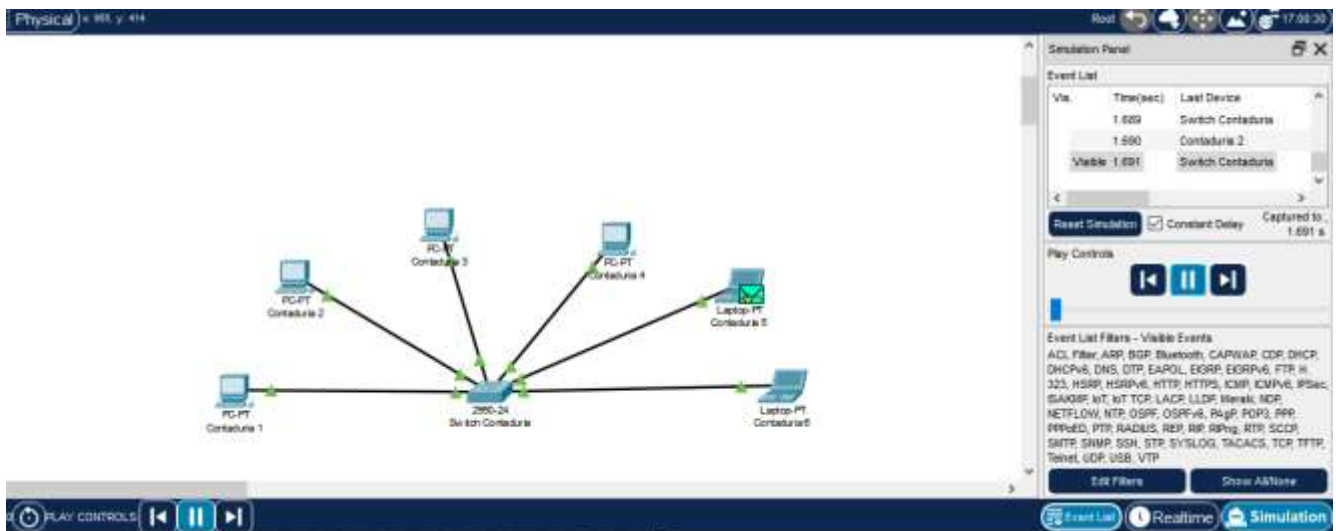 Physical
Root
17:00:30
Simulation Panel
Event List
Vis. Time(sec) Last Device
1.689 Switch Contaduria
1.690 Contaduria 2
Visible 1.691 Switch Contaduria
Reset Simulation Constant Delay Captured to
1.691 s
Play Controls
PC-PT
Contaduria 3
PC-PT
Contaduria 4
PC-PT
Contaduria 2
Laptop-PT
Contaduria 5
PC-PT
Contaduria 1
Switch Contaduria
Laptop-PT
Contaduria 6
Event List Filters - Visible Events
ACL Filter, ARP, BGP, Bluetooth, CAPWAP, CDP, DHCP,
DHCPv6, DNS, DTP, EAPOL, EIGRP, EIGRPv6, FTP, H.
323, HSRP, HSRPv6, HTTP, HTTPS, ICMP, ICMPv6, IPSec,
ISAKMP, IoT, IoT TCP, LACP, LLDP, Meraki, NDP,
NETFLOW, NTP, OSPF, OSPFv6, PAgP, POP3, PPP,
PPPoED, PTP, RADIUS, REP, RIP, RIPng, RTP, SCCP,
SMTP, SNMP, SSH, STP, SYSLOG, TACACS, TCP, TFTP,
Telnet, UDP, USB, VTP
Edit Filters Show All/None
PLAY CONTROLS
Event List Realtime Simulation